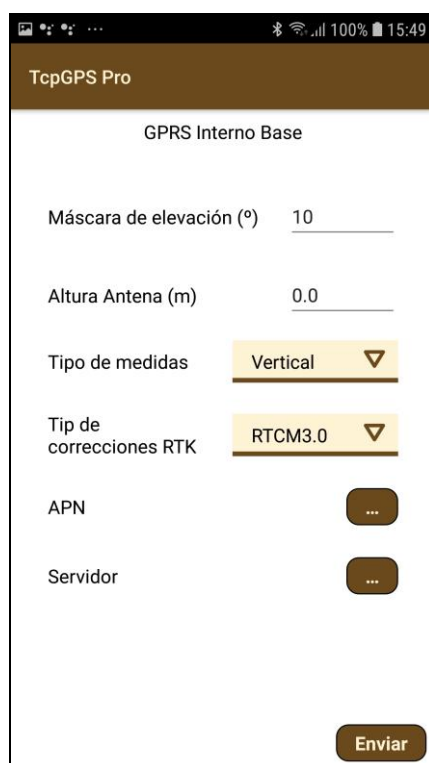 100% 15:49
TcpGPS Pro
GPRS Interno Base
Máscara de elevación (º) 10
Altura Antena (m) 0.0
Tipo de medidas Vertical
Tip de
correcciones RTK RTCM3.0
APN ...
Servidor ...
Enviar